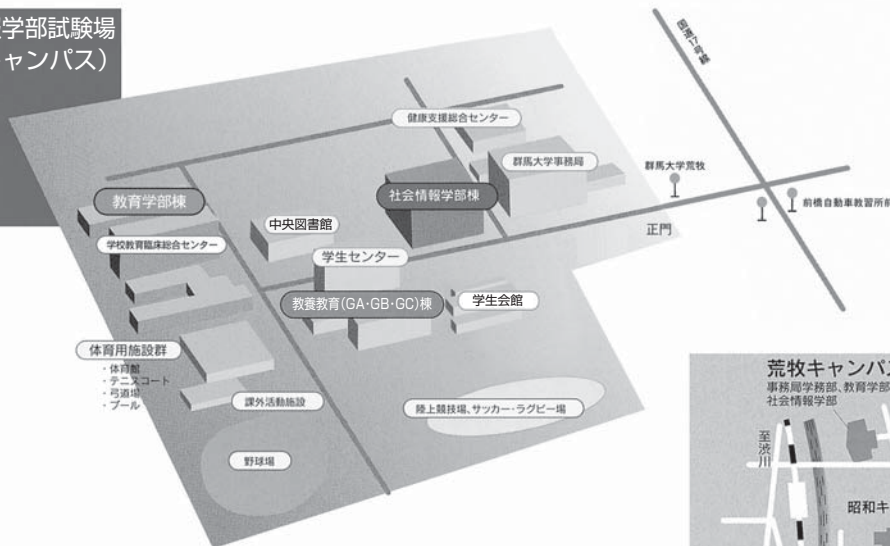 学部試験場
ャンパス）
国道17号線
健康支援総合センター
群馬大学事務局
群馬大学荒牧
教育学部棟
社会情報学部棟
前橋自動車教習所前
中央図書館
正門
学校教育臨床総合センター
学生センター
教養教育(GA・GB・GC)棟
学生会館
体育用施設群
・体育館
・テニスコート
・弓道場
・プール
課外活動施設
陸上競技場、サッカー・ラグビー場
野球場
荒牧キャンパス
事務局学務部、教育学部
社会情報学部
至渋川
昭和キ